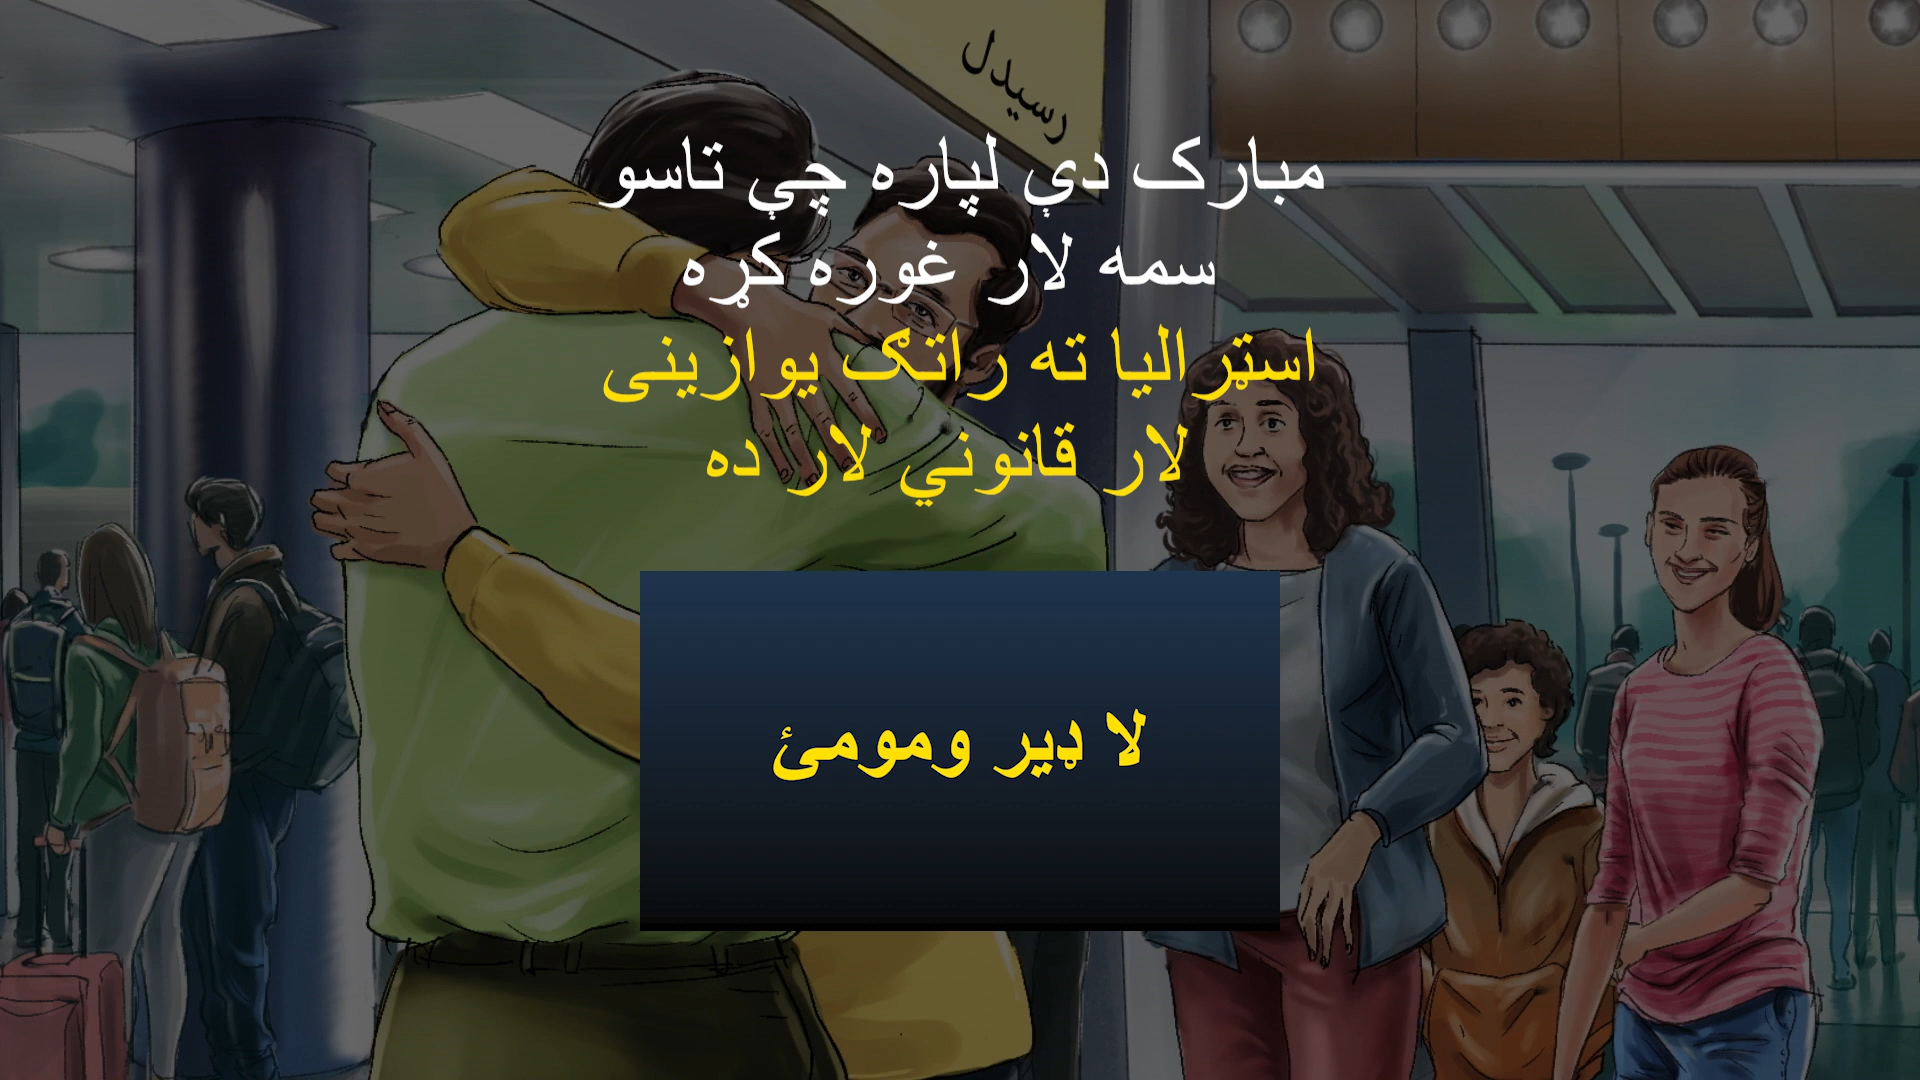 رسیدل
مبارک دې لپاره چې تاسو
سمه لار غوره کړه
استړالیا ته راتګ یوازینی
لار قانوني لار ده
لا ډیر ومومئ